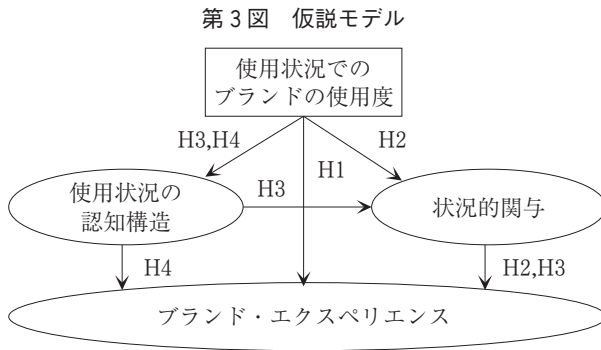 第3図　仮説モデル
使用状況での
ブランドの使用度
H3,H4
H2
H1
使用状況の
認知構造
H3
状況的関与
H4
H2,H3
ブランド・エクスペリエンス